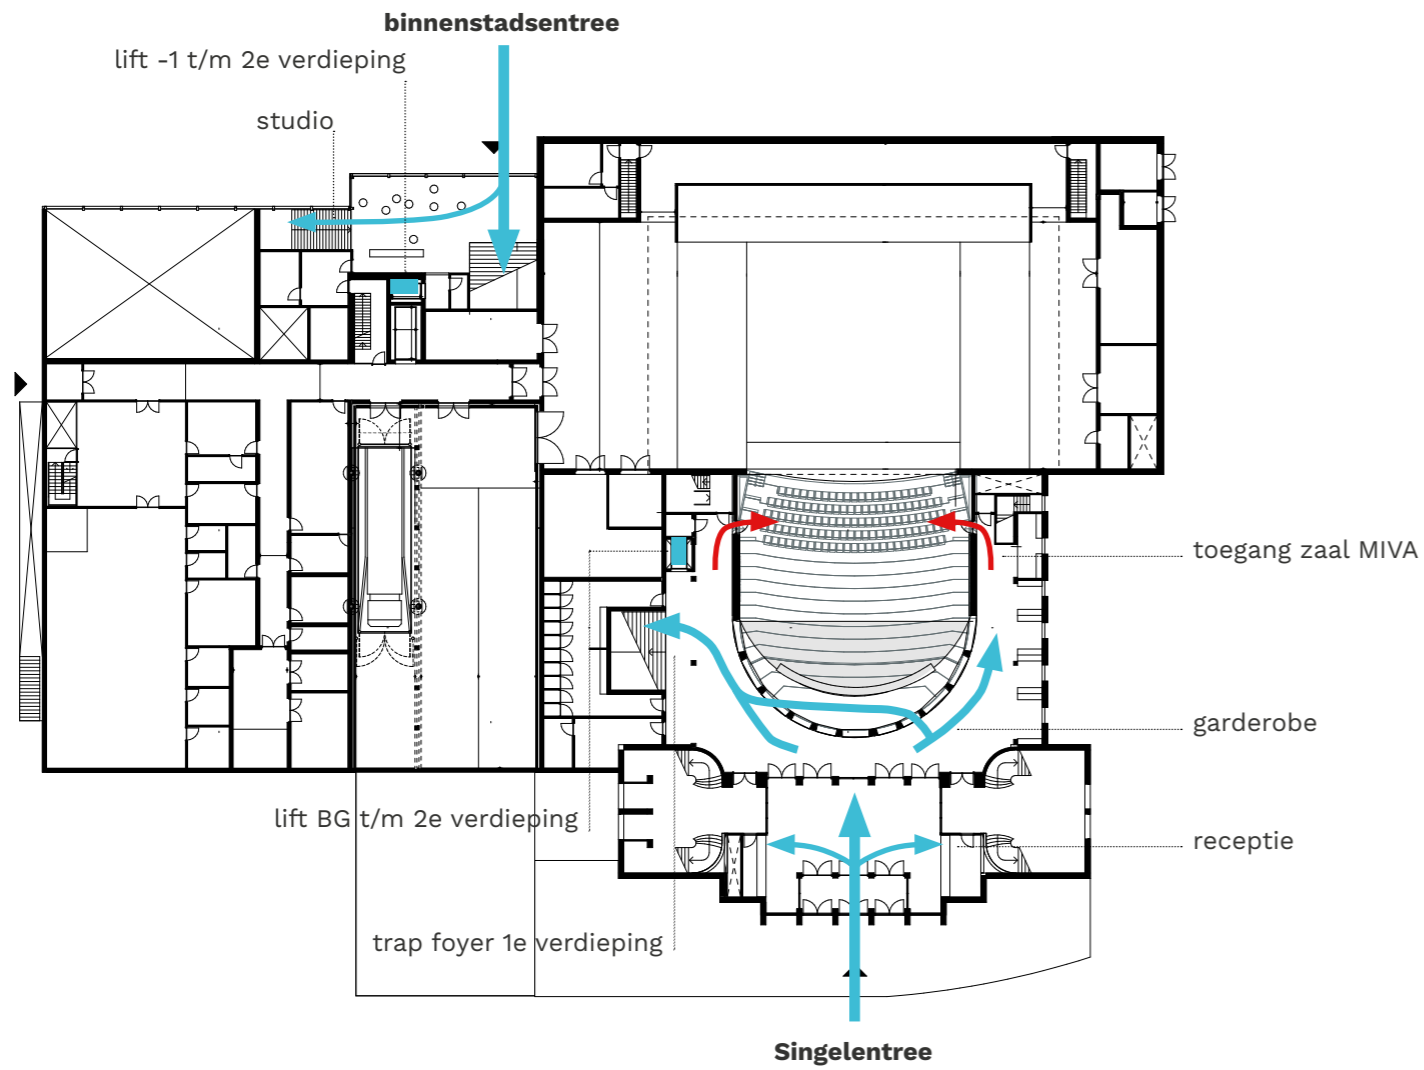 binnenstadsentree
lift -1 t/m 2e verdieping
studio
toegang zaal MIVA
garderobe
lift BG t/m 2e verdieping
receptie
trap foyer 1e verdieping
Singelentree